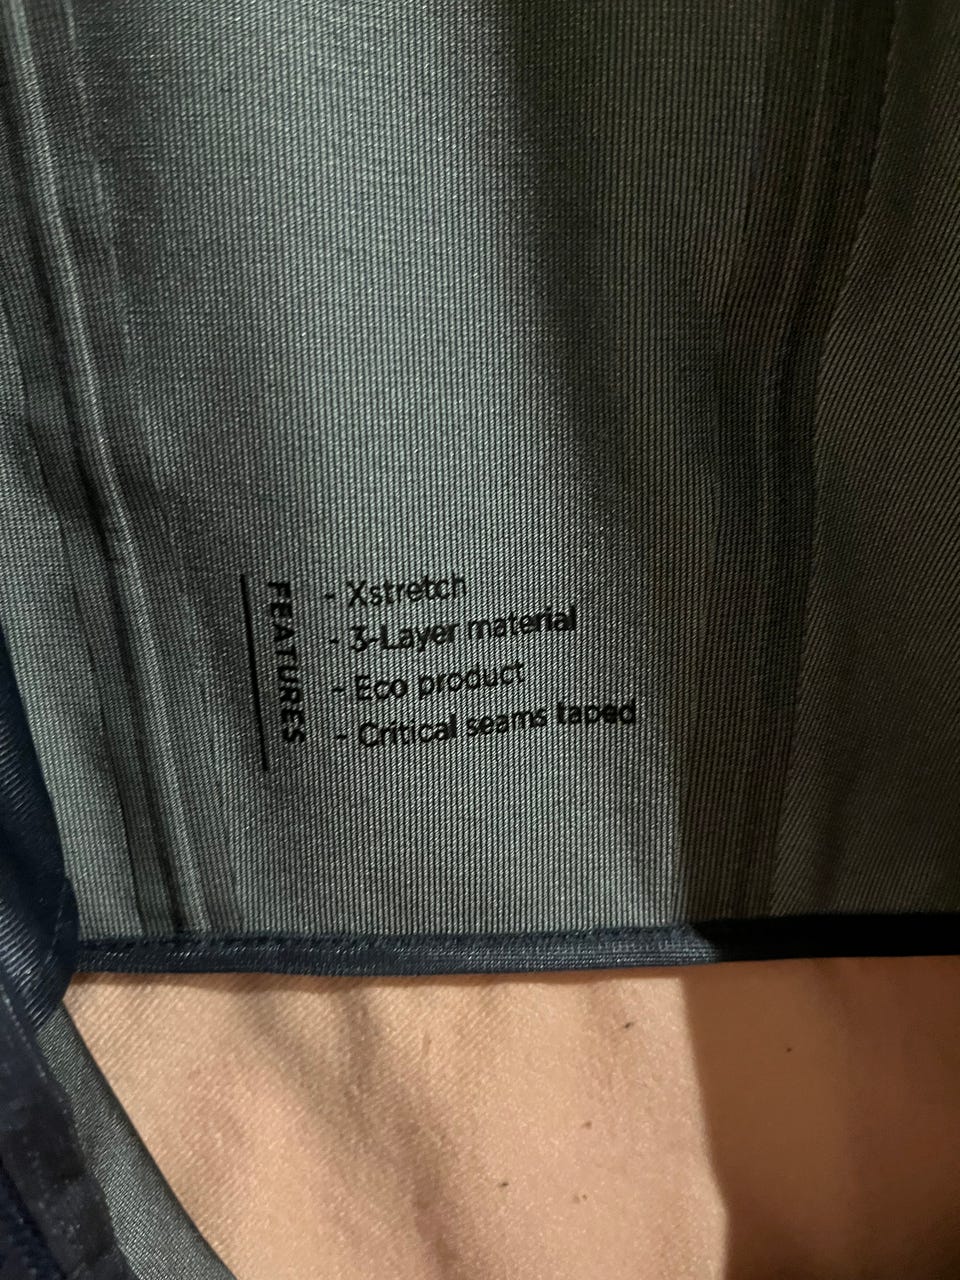 FEATURES
- Xstretch
- 3-Layer material
- Eco product
- Critical seams taped